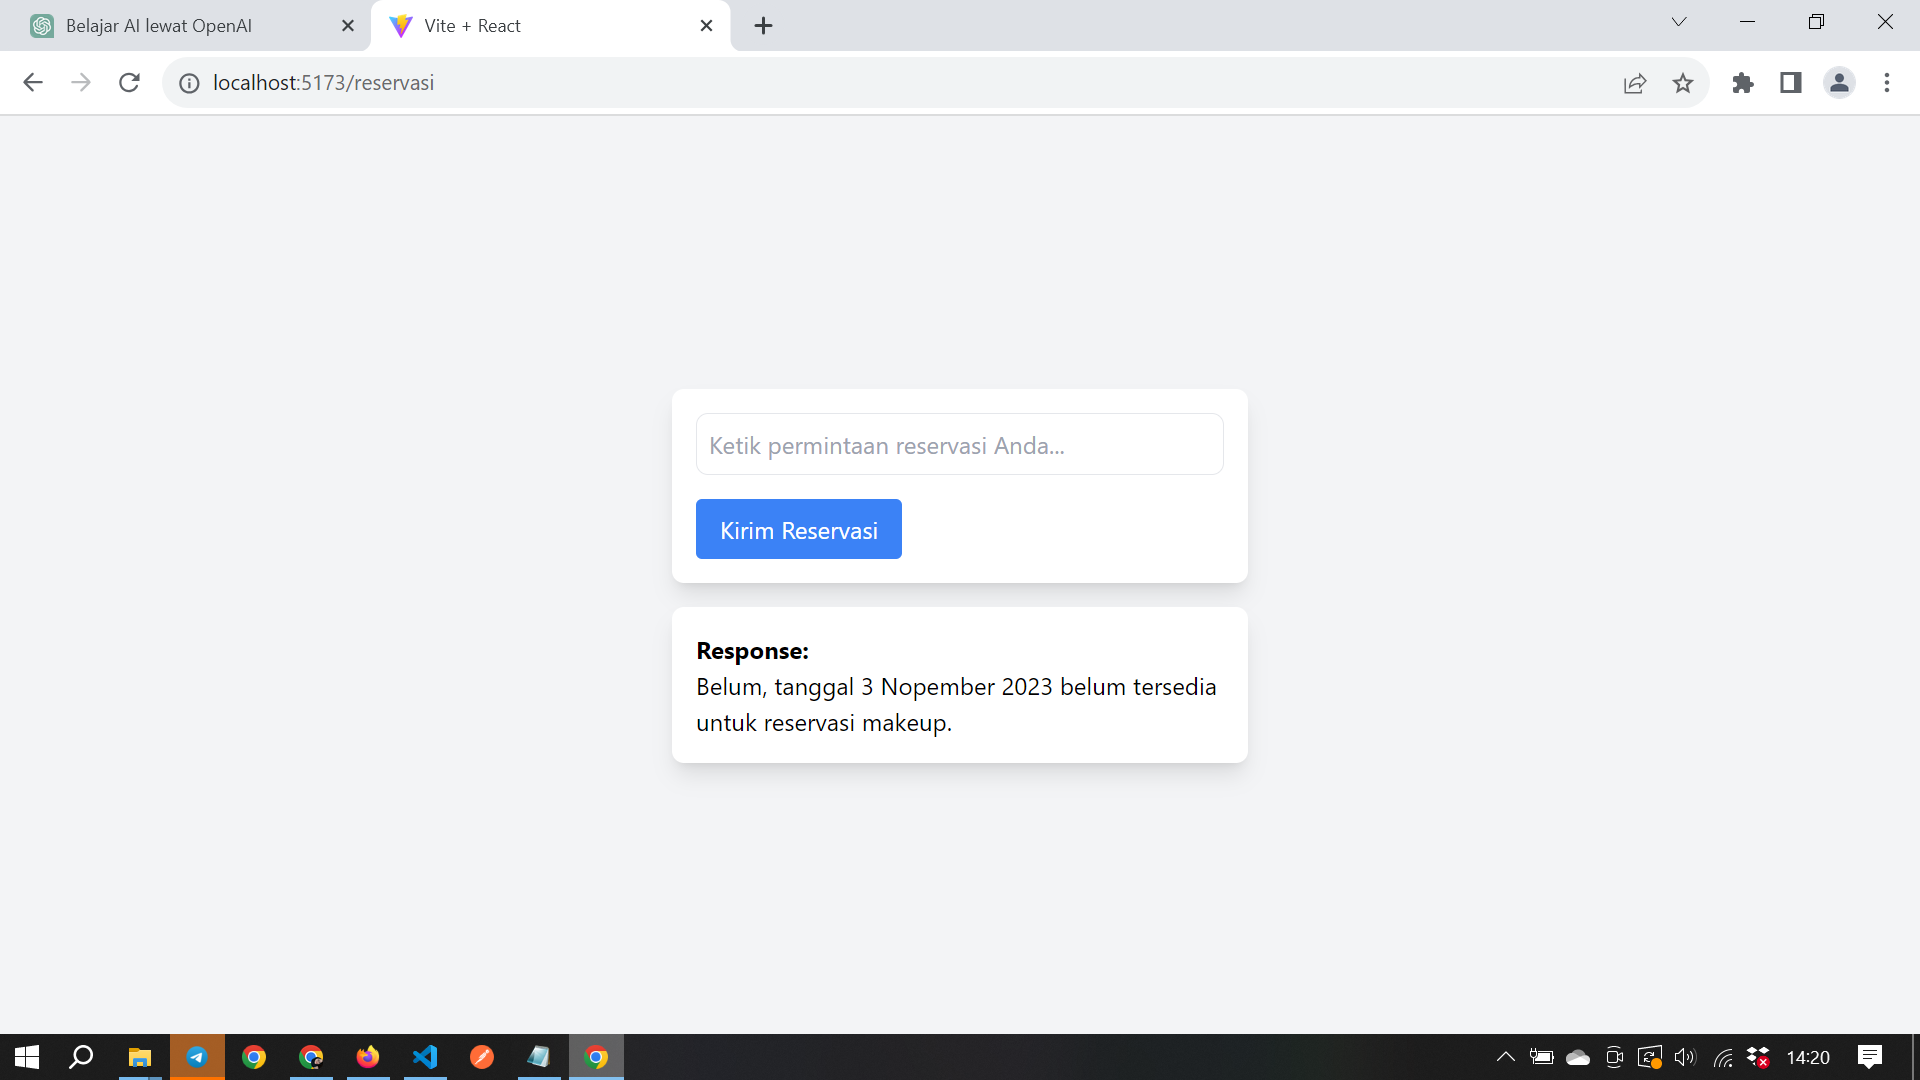 Belajar AI lewat OpenAI
Vite + React
localhost:5173/reservasi
Ketik permintaan reservasi Anda...
Kirim Reservasi
Response:
Belum, tanggal 3 Nopember 2023 belum tersedia
untuk reservasi makeup.
14:20